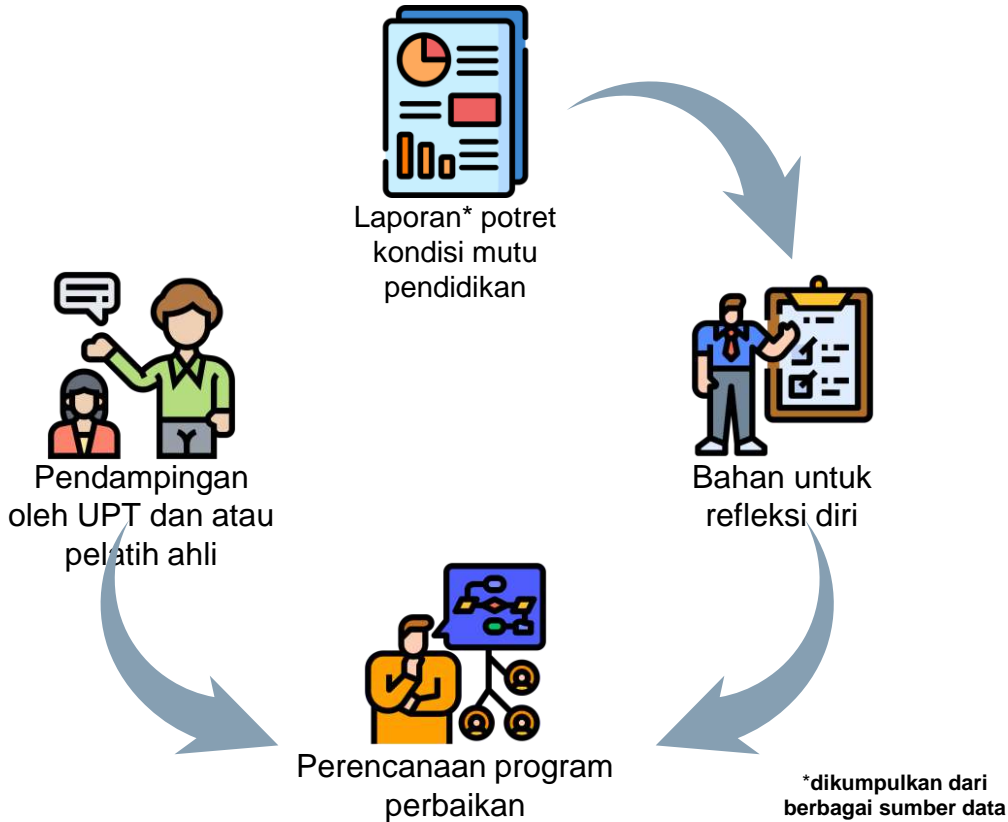 Laporan* potret
kondisi mutu
pendidikan
Pendampingan
oleh UPT dan atau
pelatih ahli
Bahan untuk
refleksi diri
Perencanaan program
perbaikan
*dikumpulkan dari
berbagai sumber data